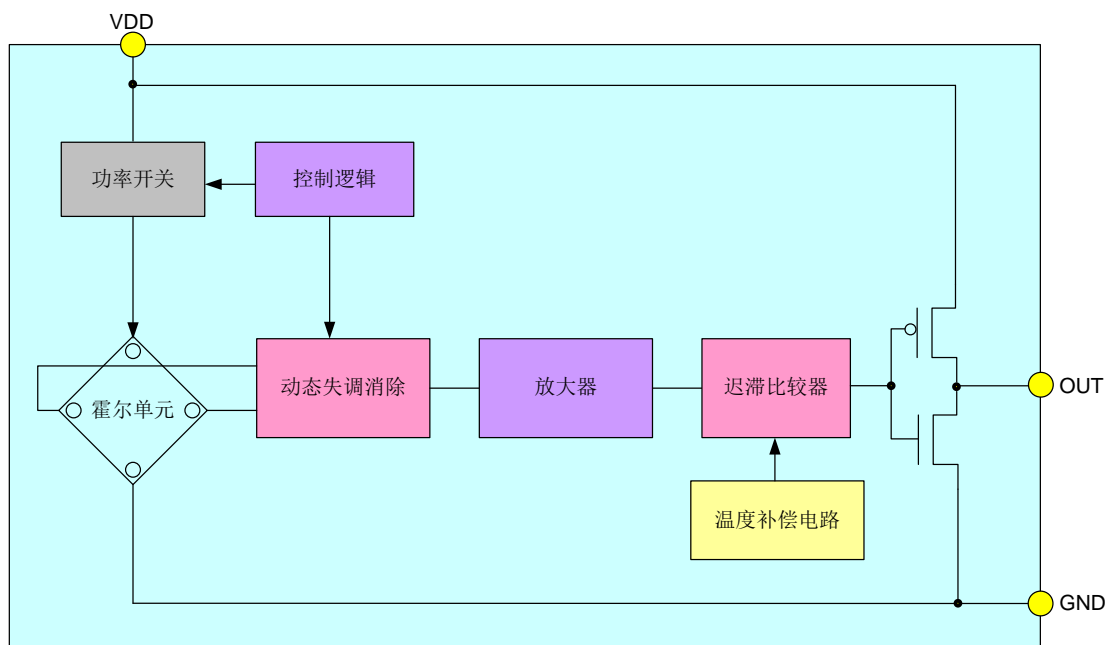 VDD
功率开关
控制逻辑
动态失调消除
放大器
迟滞比较器
OUT
霍尔单元
温度补偿电路
GND